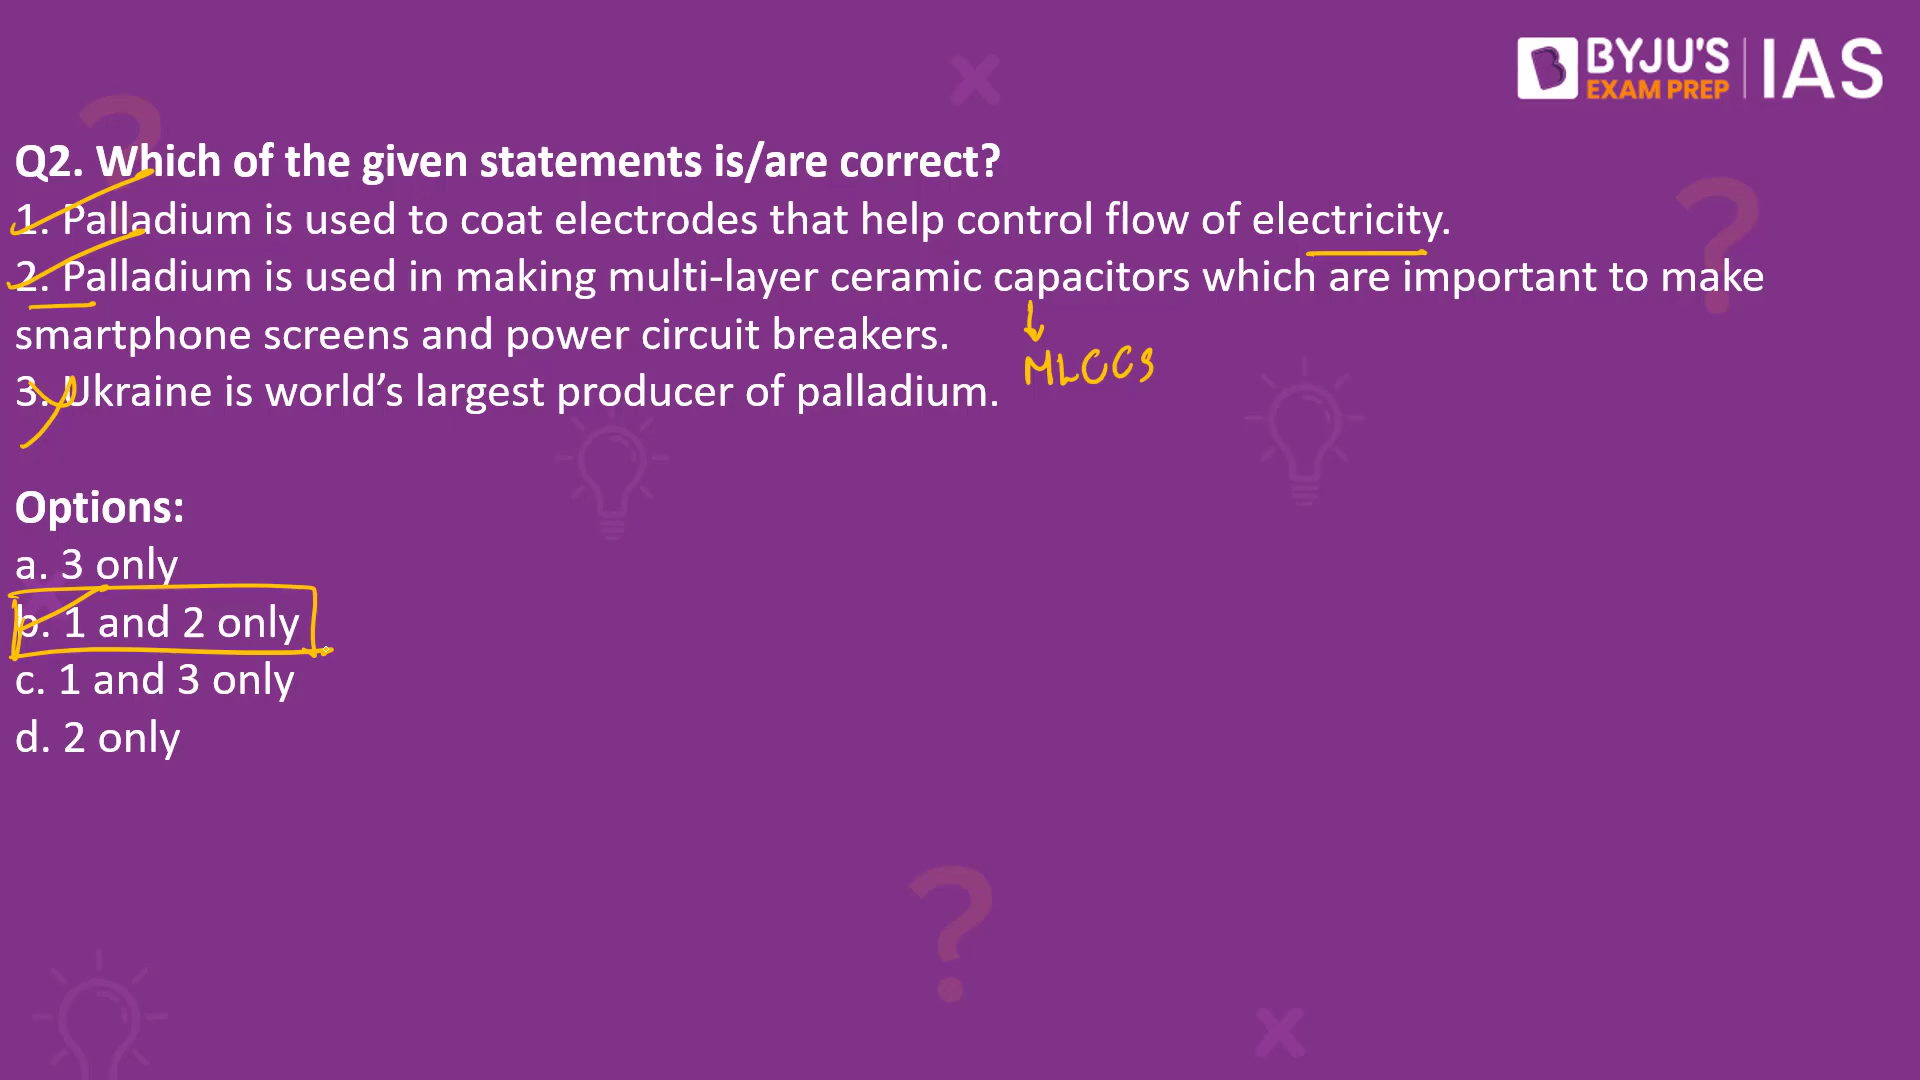 BYJU'S
EXAM PREP
IAS
Q2. Which of the given statements is/are correct?
1. Palladium is used to coat electrodes that help control flow of electricity.
2. Palladium is used in making multi-layer ceramic capacitors which are important to make
smartphone screens and power circuit breakers.
MLCCs
3. Ukraine is world’s largest producer of palladium.
Options:
a. 3 only
b. 1 and 2 only
c. 1 and 3 only
d. 2 only